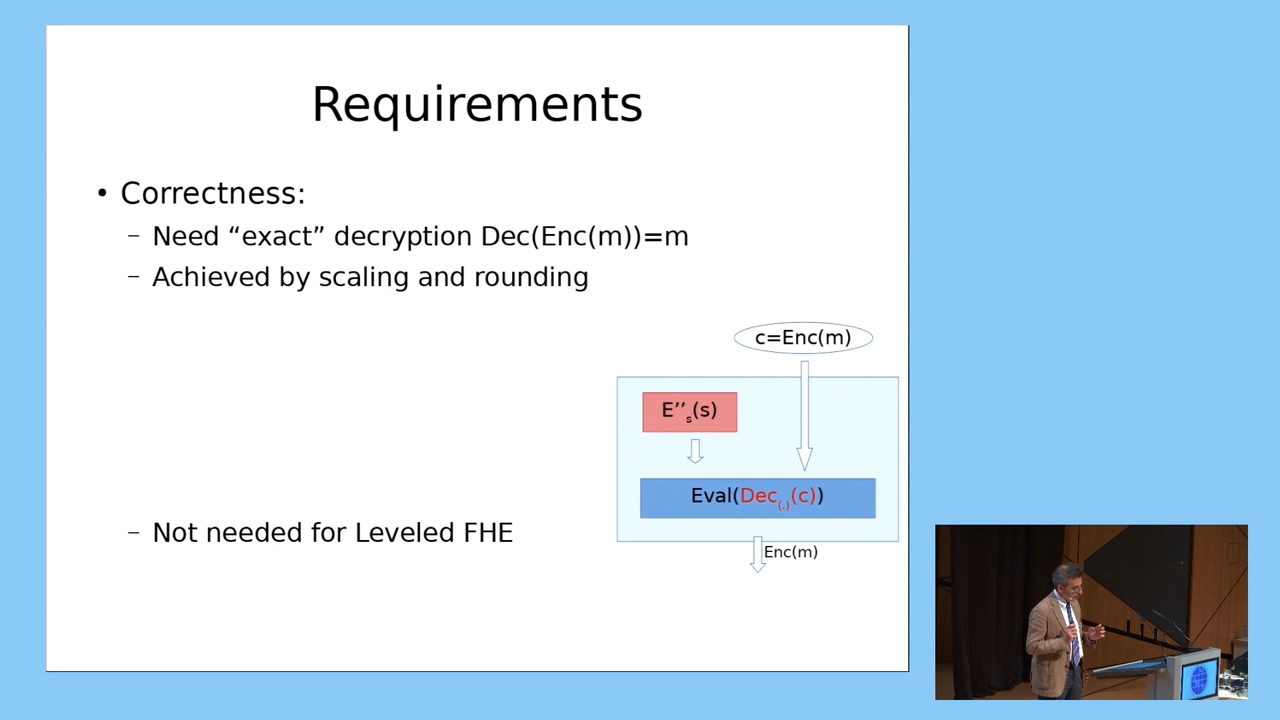 Requirements
• Correctness:
– Need “exact” decryption Dec(Enc(m))=m
– Achieved by scaling and rounding
c=Enc(m)
E’’s(s)
Eval(Dec(.)(c))
– Not needed for Leveled FHE
Enc(m)